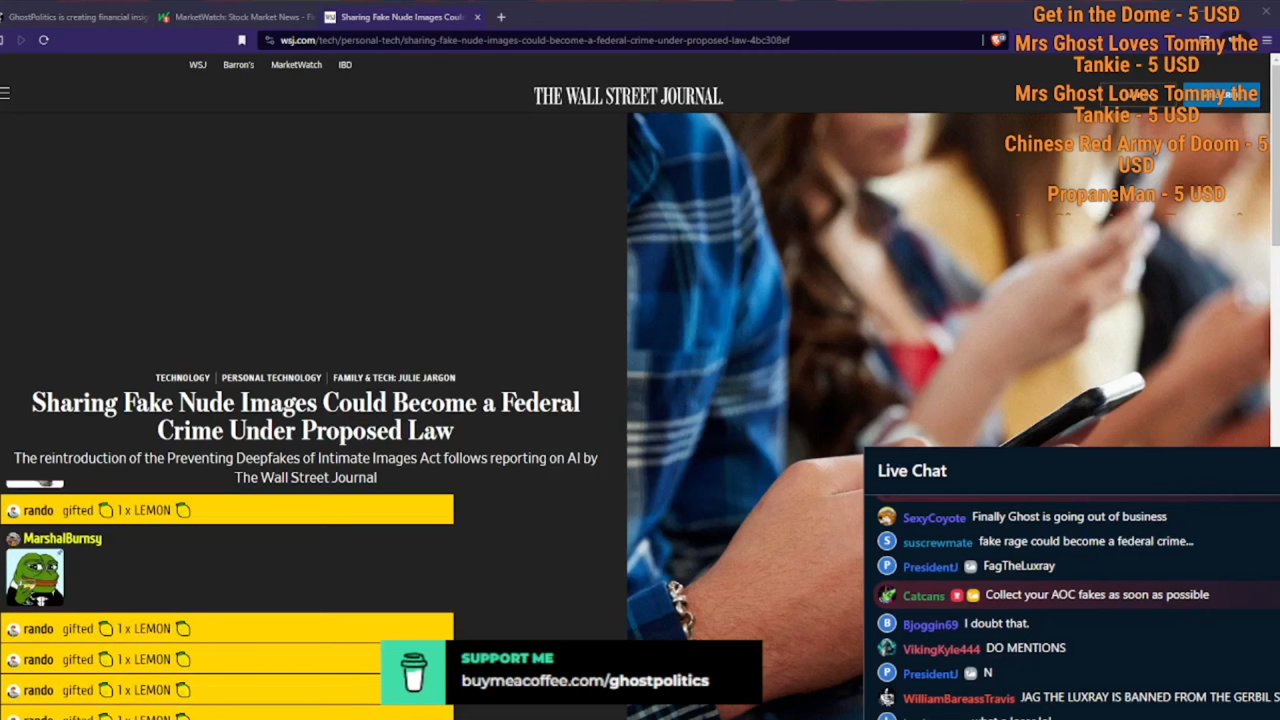 GhostPolitics is creating financial insig
MarketWatch: Stock Market News - Fi
WSJ
Sharing Fake Nude Images Coul
wsj.com/tech/personal-tech/sharing-fake-nude-images-could-become-a-federal-crime-under-proposed-law-4bc308ef
Get in the Dome - 5 USD
Mrs Ghost Loves Tommy the
Tankie - 5 USD
Mrs Ghost Loves Tommy the
Tankie - 5 USD
Chinese Red Army of Doom - 5
USD
PropaneMan - 5 USD
WSJ
Barron's
MarketWatch
IBD
THE WALL STREET JOURNAL.
TECHNOLOGY | PERSONAL TECHNOLOGY | FAMILY & TECH: JULIE JARGON
Sharing Fake Nude Images Could Become a Federal
Crime Under Proposed Law
The reintroduction of the Preventing Deepfakes of Intimate Images Act follows reporting on AI by
The Wall Street Journal
rando gifted 🍋 1 x LEMON 🍋
MarshalBurnsy
rando gifted 🍋 1 x LEMON 🍋
rando gifted 🍋 1 x LEMON 🍋
rando gifted 🍋 1 x LEMON 🍋
SUPPORT ME
buymeacoffee.com/ghostpolitics
Live Chat
SexyCoyote Finally Ghost is going out of business
S suscrewmate fake rage could become a federal crime...
P PresidentJ FagTheLuxray
Catcans Collect your AOC fakes as soon as possible
B Bjoggin69 I doubt that.
VikingKyle444 DO MENTIONS
P PresidentJ N
WilliamBareassTravis JAG THE LUXRAY IS BANNED FROM THE GERBIL S